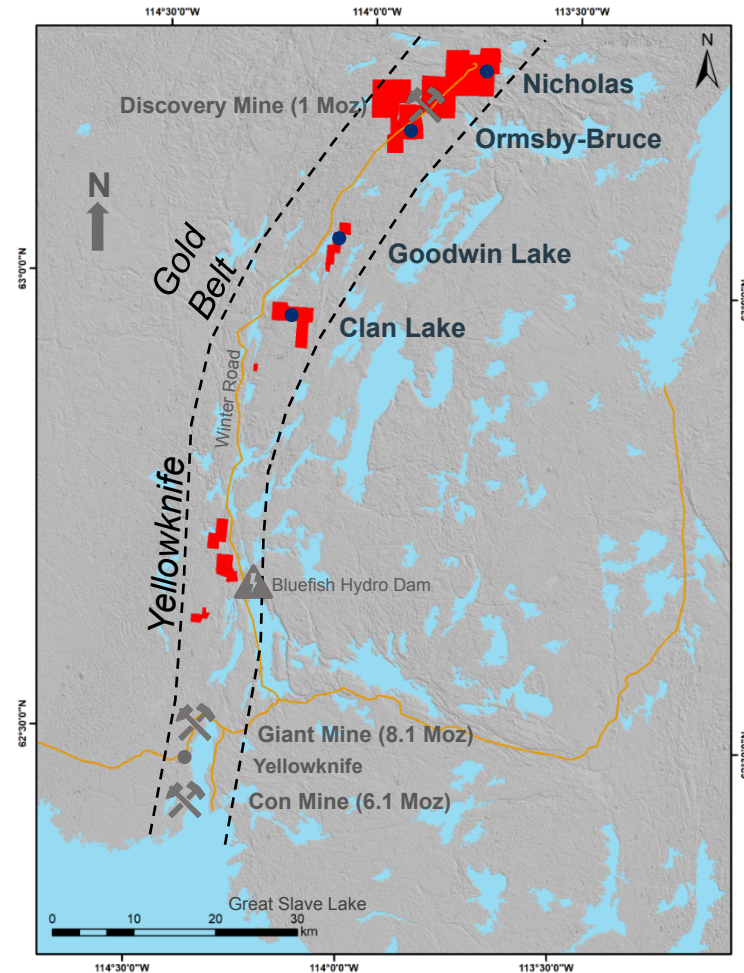 114°30'0"W
114°0'0"W
113°30'0"W
N
Nicholas
Discovery Mine (1 Moz)
Ormsby-Bruce
N
Gold
Belt
Goodwin Lake
63°0'0"N
Clan Lake
Winter Road
Yellowknife
Bluefish Hydro Dam
62°30'0"N
Giant Mine (8.1 Moz)
Yellowknife
Con Mine (6.1 Moz)
Great Slave Lake
0 10 20 30
km
114°30'0"W
114°0'0"W
113°30'0"W